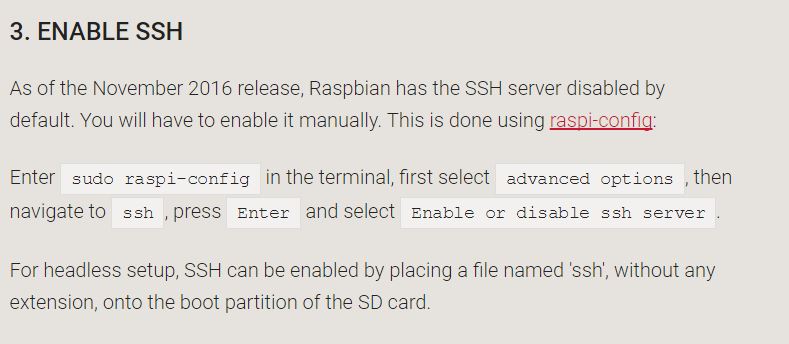 3. ENABLE SSH
As of the November 2016 release, Raspbian has the SSH server disabled by
default. You will have to enable it manually. This is done using raspi-config:
Enter sudo raspi-config in the terminal, first select advanced options , then
navigate to ssh , press Enter and select Enable or disable ssh server .
For headless setup, SSH can be enabled by placing a file named 'ssh', without any
extension, onto the boot partition of the SD card.